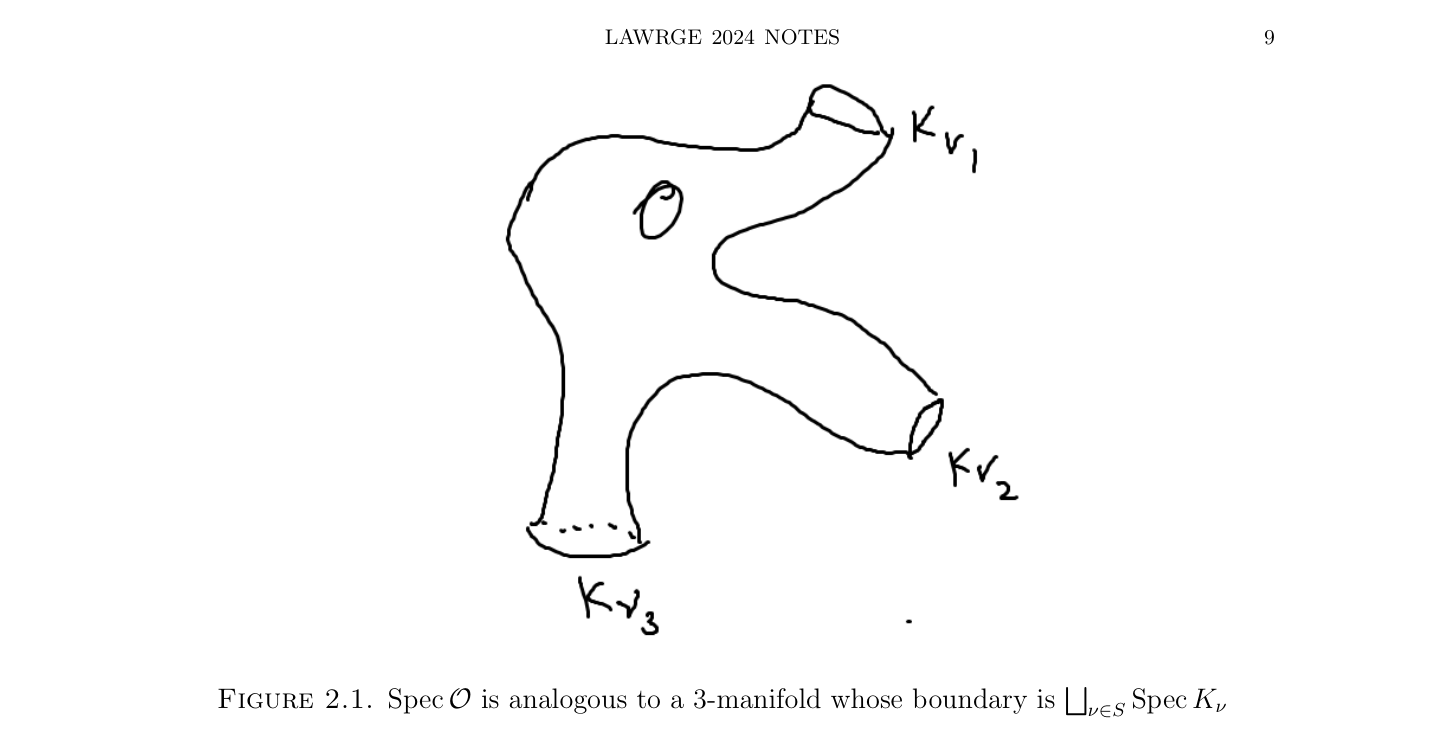 LAWRGE 2024 NOTES 9
K_{v_1}
O
K_{v_2}
K_{v_3}
FIGURE 2.1. Spec 𝒪 is analogous to a 3-manifold whose boundary is ⨆_{ν∈S} Spec K_ν